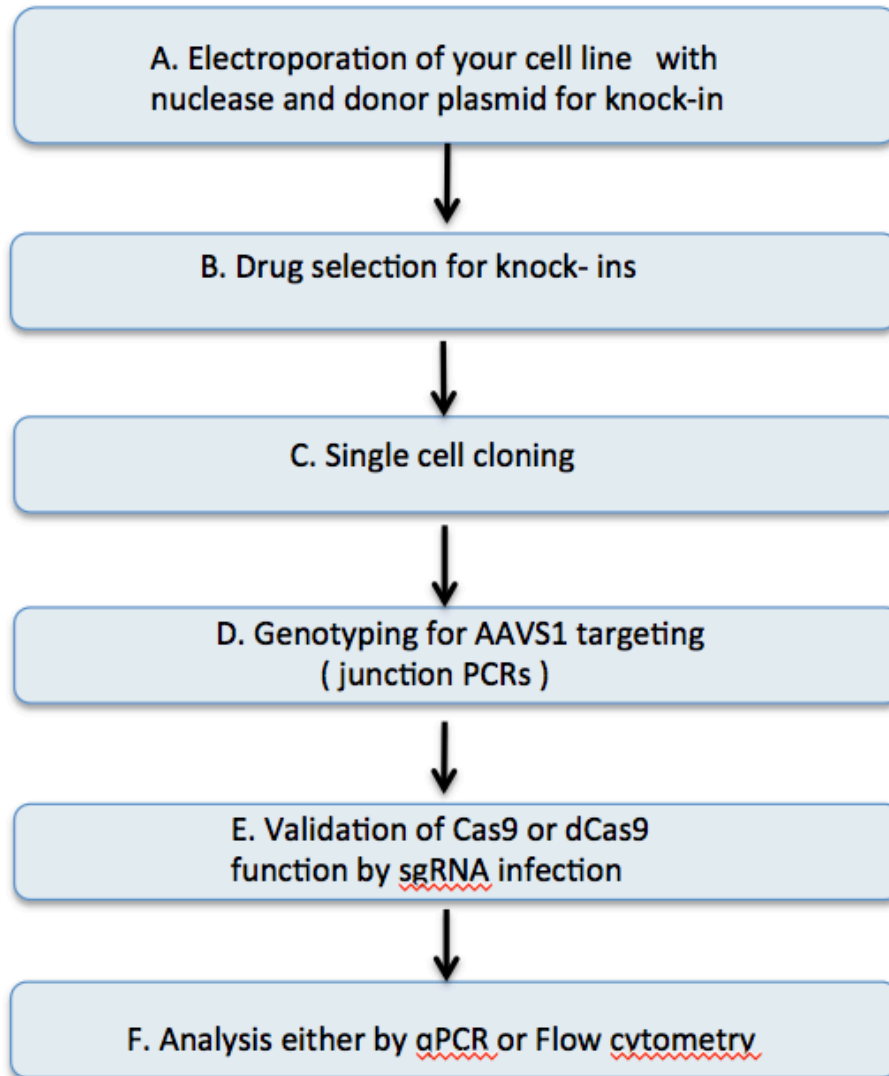 A. Electroporation of your cell line with
nuclease and donor plasmid for knock-in
B. Drug selection for knock- ins
C. Single cell cloning
D. Genotyping for AAVS1 targeting
( junction PCRs )
E. Validation of Cas9 or dCas9
function by sgRNA infection
F. Analysis either by qPCR or Flow cytometry